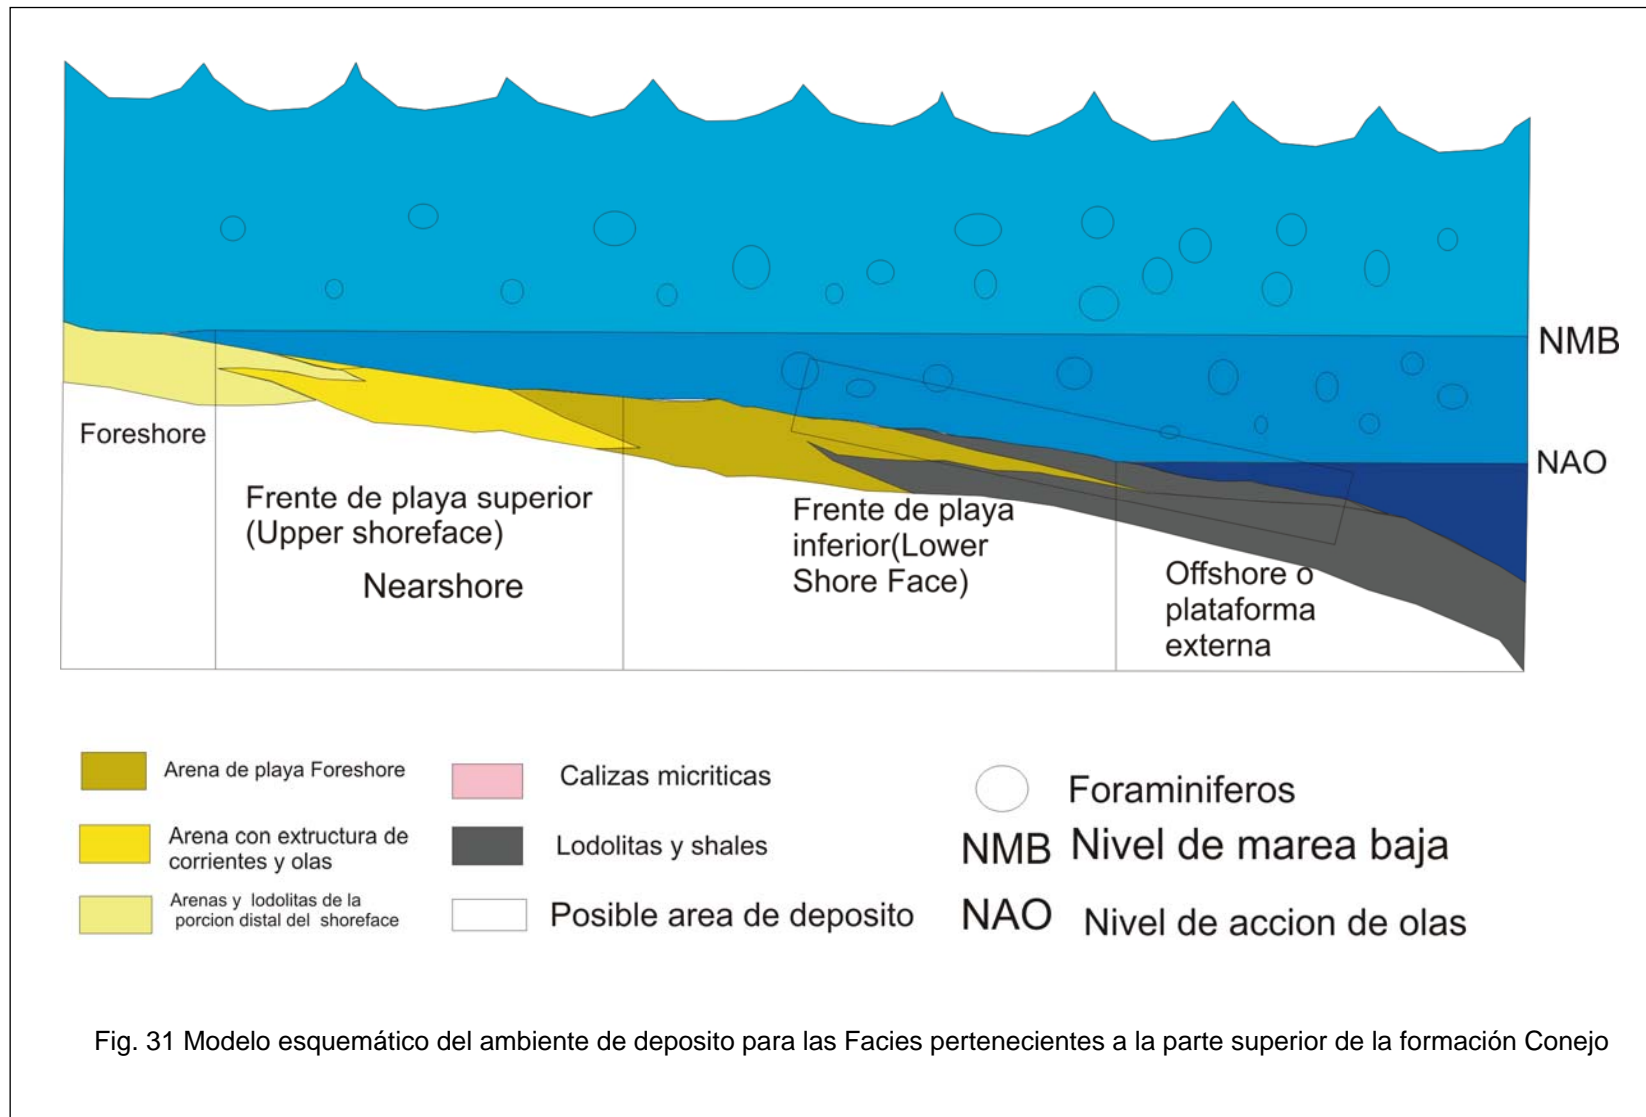 NMB
NAO
Foreshore
Frente de playa superior
(Upper shoreface)
Nearshore
Frente de playa
inferior(Lower
Shore Face)
Offshore o
plataforma
externa
Arena de playa Foreshore
Arena con extructura de
corrientes y olas
Arenas y lodolitas de la
porcion distal del shoreface
Calizas micriticas
Lodolitas y shales
Posible area de deposito
Foraminiferos
NMB Nivel de marea baja
NAO Nivel de accion de olas
Fig. 31 Modelo esquemático del ambiente de deposito para las Facies pertenecientes a la parte superior de la formación Conejo